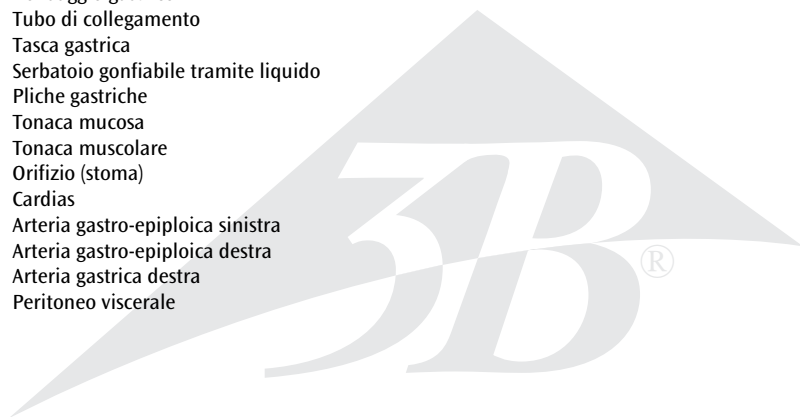 Tubo di collegamento
Tasca gastrica
Serbatoio gonfiabile tramite liquido
Pliche gastriche
Tonaca mucosa
Tonaca muscolare
Orifizio (stoma)
Cardias
Arteria gastro-epiploica sinistra
Arteria gastro-epiploica destra
Arteria gastrica destra
Peritoneo viscerale
3B®